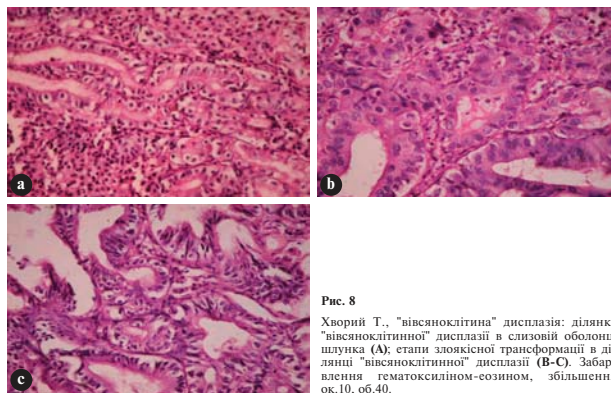 a
b
c
Рис. 8
Хворий Т., "вівсяноклітина" дисплазія: ділянк
"вівсяноклітинної" дисплазії в слизовій оболонц
шлунка (А); етапи злоякісної трансформації в ді
лянці "вівсяноклітинної" дисплазії (В-С). Забар
влення гематоксиліном-еозином, збільшенн
ок.10, об.40.